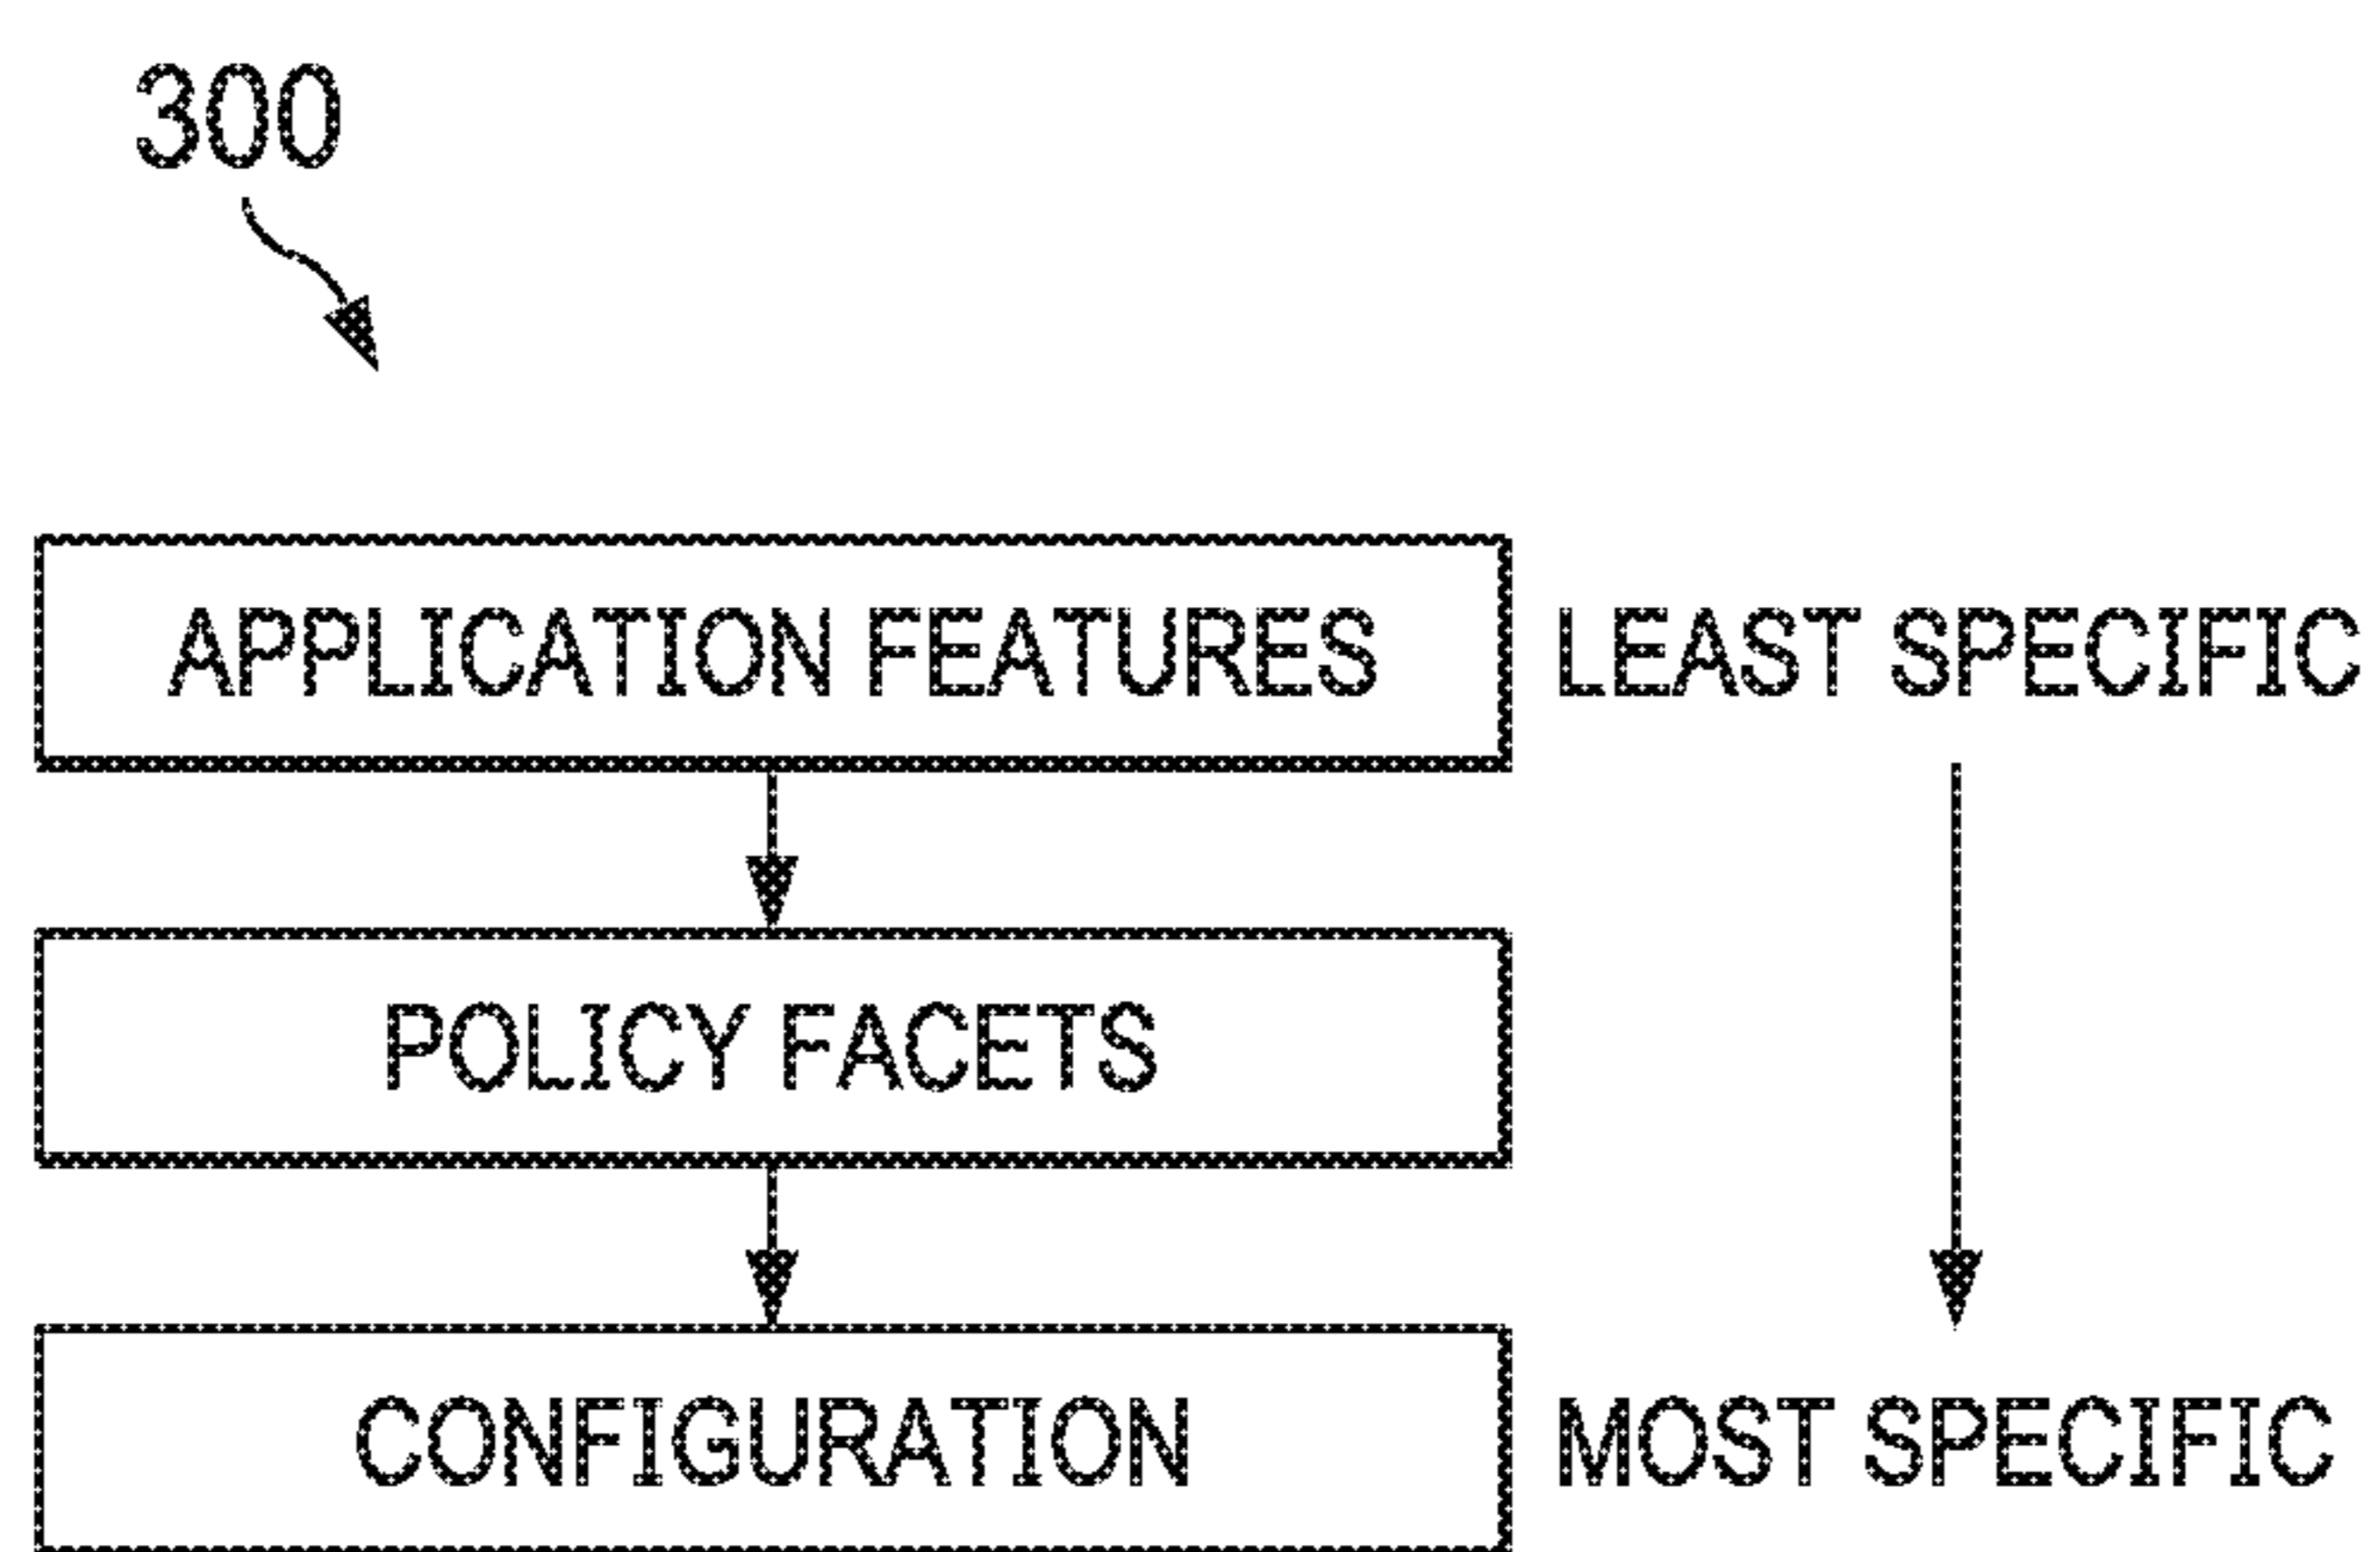 300
APPLICATION FEATURES LEAST SPECIFIC
POLICY FACETS
CONFIGURATION MOST SPECIFIC